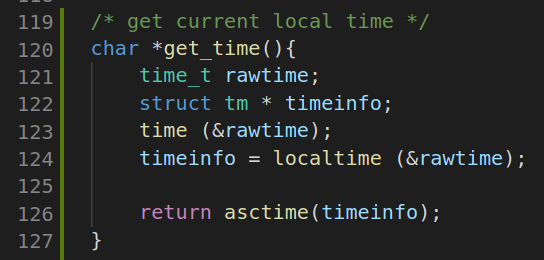 119 /* get current local time */
120 char *get_time(){
121 time_t rawtime;
122 struct tm * timeinfo;
123 time (&rawtime);
124 timeinfo = localtime (&rawtime);
125
126 return asctime(timeinfo);
127 }